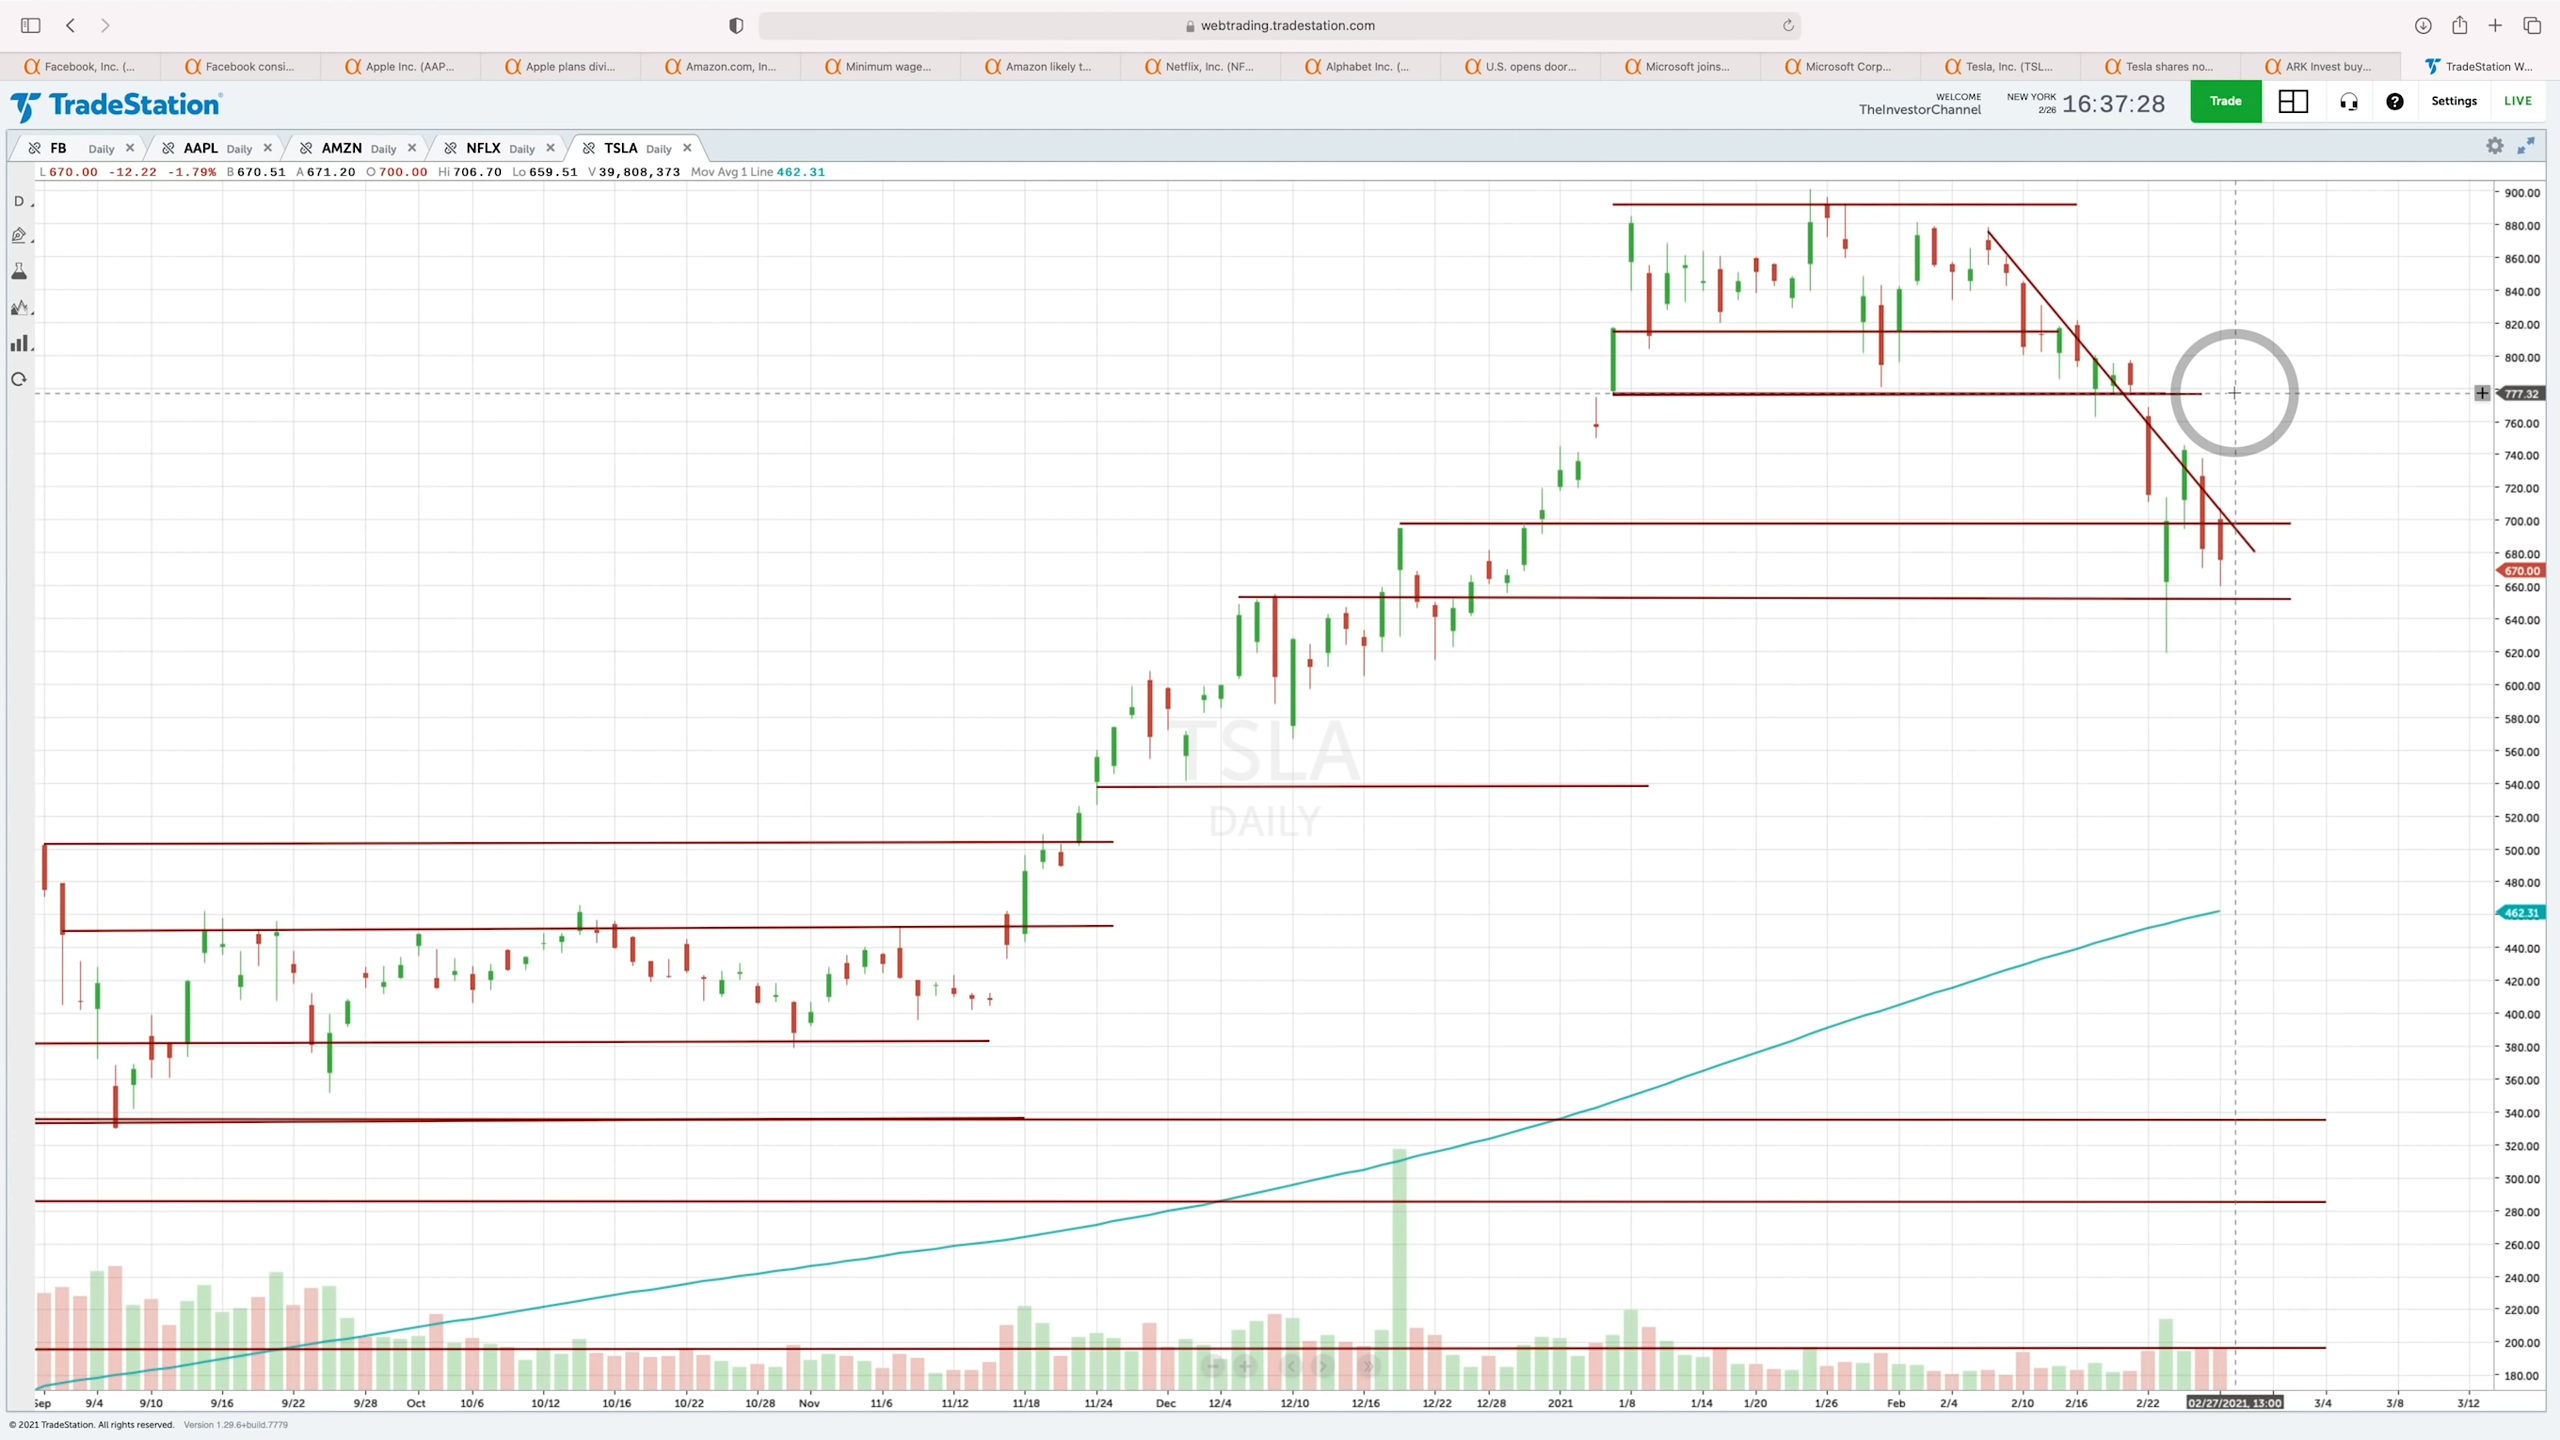 webtrading.tradestation.com
Facebook, Inc. (... Facebook consi... Apple Inc. (AAP... Apple plans divi... Amazon.com, In... Minimum wage... Amazon likely t... Netflix, Inc. (NF... Alphabet Inc. (... U.S. opens door... Microsoft joins... Microsoft Corp... Tesla, Inc. (TSL... Tesla shares no... ARK Invest buy... TradeStation W...
TradeStation
WELCOME
TheInvestorChannel
NEW YORK
2/26
16:37:28
Trade
Settings
LIVE
FB Daily AAPL Daily AMZN Daily NFLX Daily TSLA Daily
L 670.00 -12.22 -1.79% B 670.51 A 671.20 O 700.00 Hi 706.70 Lo 659.51 V 39,808,373 Mov Avg 1 Line 462.31
D
900.00
880.00
860.00
840.00
820.00
800.00
777.32
760.00
740.00
720.00
700.00
680.00
670.00
660.00
640.00
620.00
600.00
580.00
560.00
540.00
520.00
500.00
480.00
462.31
440.00
420.00
400.00
380.00
360.00
340.00
320.00
300.00
280.00
260.00
240.00
220.00
200.00
180.00
TSLA
DAILY
Sep 9/4 9/10 9/16 9/22 9/28 Oct 10/6 10/12 10/16 10/22 10/28 Nov 11/6 11/12 11/18 11/24 Dec 12/4 12/10 12/16 12/22 12/28 2021 1/8 1/14 1/20 1/26 Feb 2/4 2/10 2/16 2/22 02/27/2021, 13:00 3/4 3/8 3/12
© 2021 TradeStation. All rights reserved. Version 1.29.6+build.7779